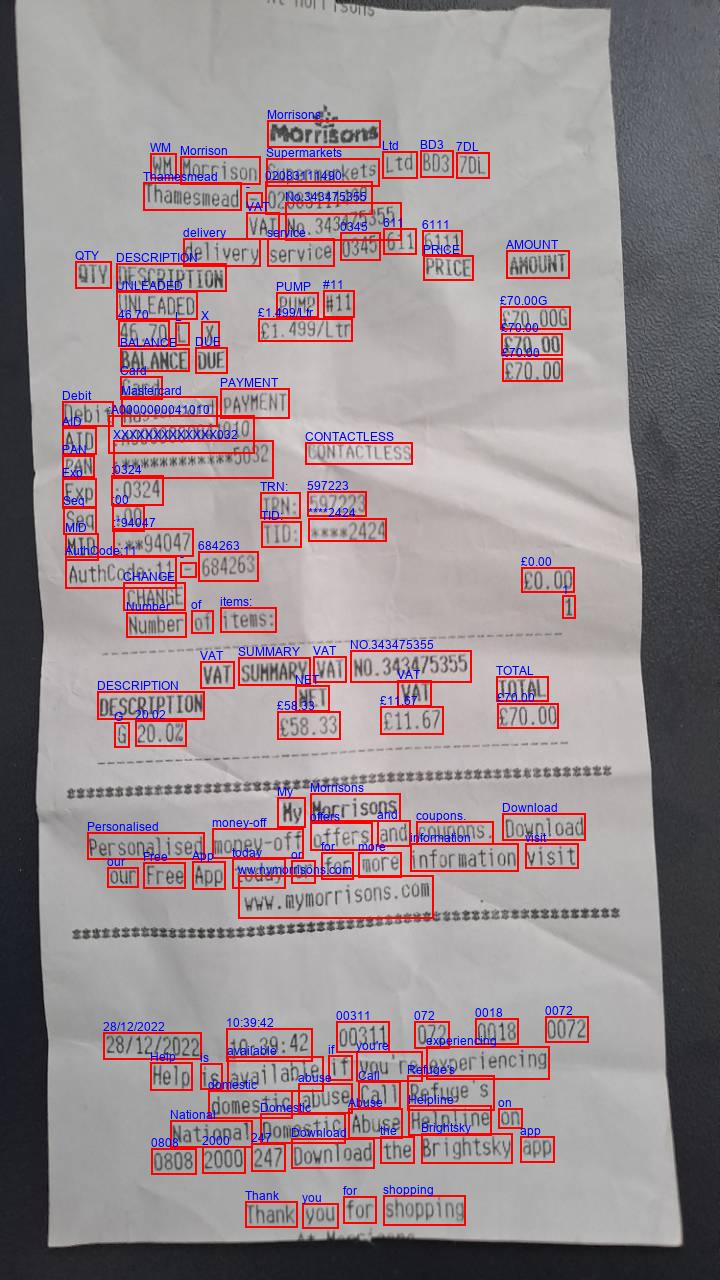 Morrisons
WM Morrison Supermarkets Ltd BD3 7DL
Thamesmead - 02083111490
VAT No.343475355
delivery service 0345 611 6111
QTY DESCRIPTION PRICE AMOUNT
UNLEADED PUMP #11 £70.00G
46.70 L X £1.499/Ltr £70.00
BALANCE DUE £70.00
Card
Debit Mastercard PAYMENT
AID :A0000000041010
PAN :************5032 CONTACTLESS
Exp :0324
Seq :00 TRN: 597223
MID :***94047 TID: ****2424
AuthCode:11 - 684263
CHANGE £0.00
Number of items: 1
VAT SUMMARY VAT NO.343475355
DESCRIPTION NET VAT TOTAL
G 20.0% £58.33 £11.67 £70.00
My Morrisons
Personalised money-off offers and coupons. Download
our Free App today or for more information visit
www.mymorrisons.com
28/12/2022 10:39:42 00311 072 0018 0072
Help is available if you're experiencing
domestic abuse Call Refuge's
National Domestic Abuse Helpline on
0808 2000 247 Download the Brightsky app
Thank you for shopping
At Morrisons